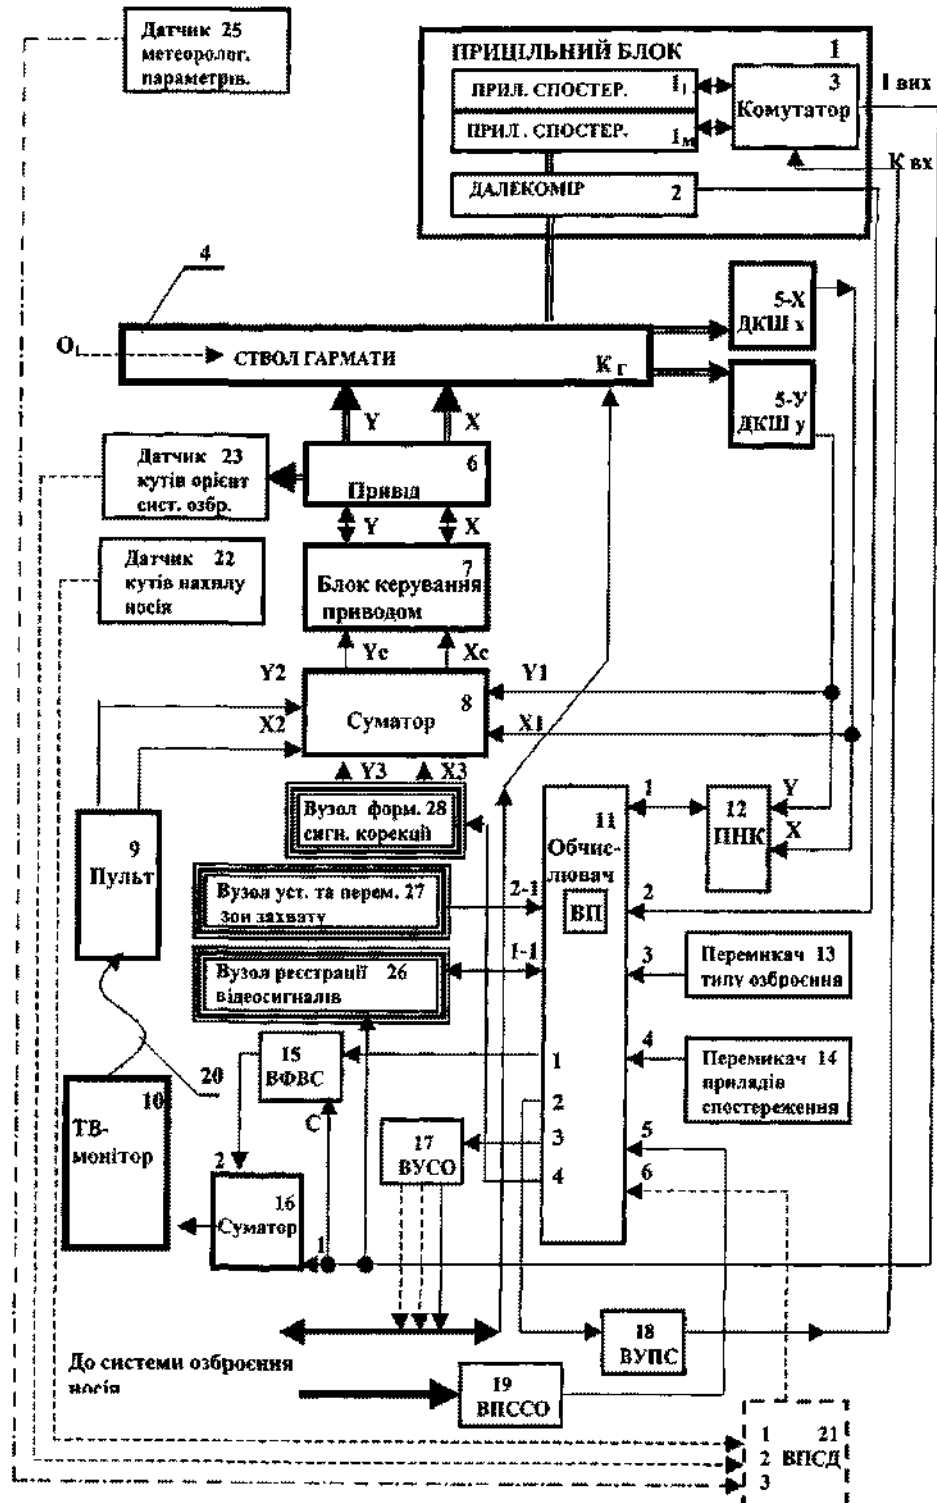 Датчик 25
метеоролог.
параметрів.
ПРИЦІЛЬНИЙ БЛОК 1
ПРИЛ. СПОСТЕР. 1₁
ПРИЛ. СПОСТЕР. 1м
3
Комутатор
І вих
К вх
ДАЛЕКОМІР 2
4
О
СТВОЛ ГАРМАТИ
К г
5-Х
ДКШ х
5-У
ДКШ у
Y X
Датчик 23
кутів орієнт
сист. озбр.
6
Привід
Y X
Датчик 22
кутів нахилу
носія
7
Блок керування
приводом
Yc Xc
Y2
X2
8
Суматор
Y1
X1
Y3 X3
Вузол форм. 28
сигн. корекції
9
Пульт
Вузол уст. та перем. 27
зон захвату
2-1
Вузол реєстрації 26
відеосигналів
1-1
11
Обчис-
лювач
ВП
1
12
ПНК
Y
X
2
3
Перемикач 13
типу озброєння
4
Перемикач 14
приладів
спостереження
5
6
1
2
3
4
15
ВФВС
С
20
10
ТВ-
монітор
17
ВУСО
2
16
Суматор
1
До системи озброєння
носія
18
ВУПС
19
ВПССО
1
2
3
21
ВПСД